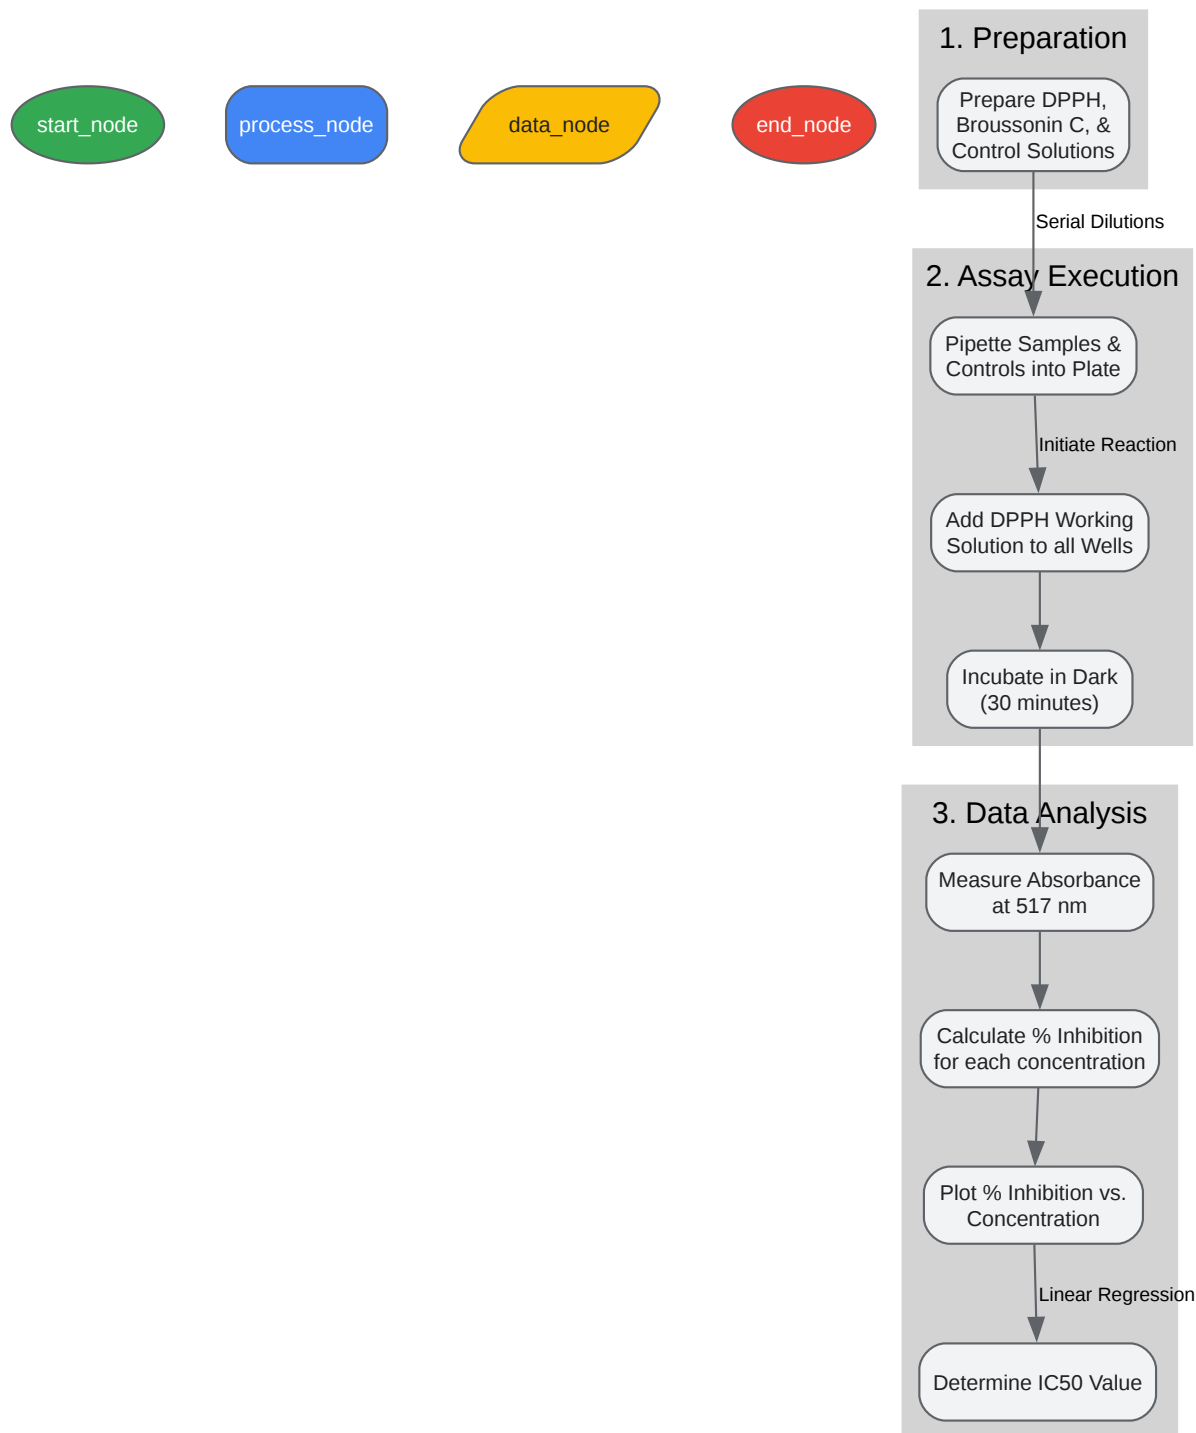 1. Preparation
start_node
process_node
data_node
end_node
Prepare DPPH,
Broussonin C, &
Control Solutions
Serial Dilutions
2. Assay Execution
Pipette Samples &
Controls into Plate
Initiate Reaction
Add DPPH Working
Solution to all Wells
Incubate in Dark
(30 minutes)
3. Data Analysis
Measure Absorbance
at 517 nm
Calculate % Inhibition
for each concentration
Plot % Inhibition vs.
Concentration
Linear Regression
Determine IC50 Value